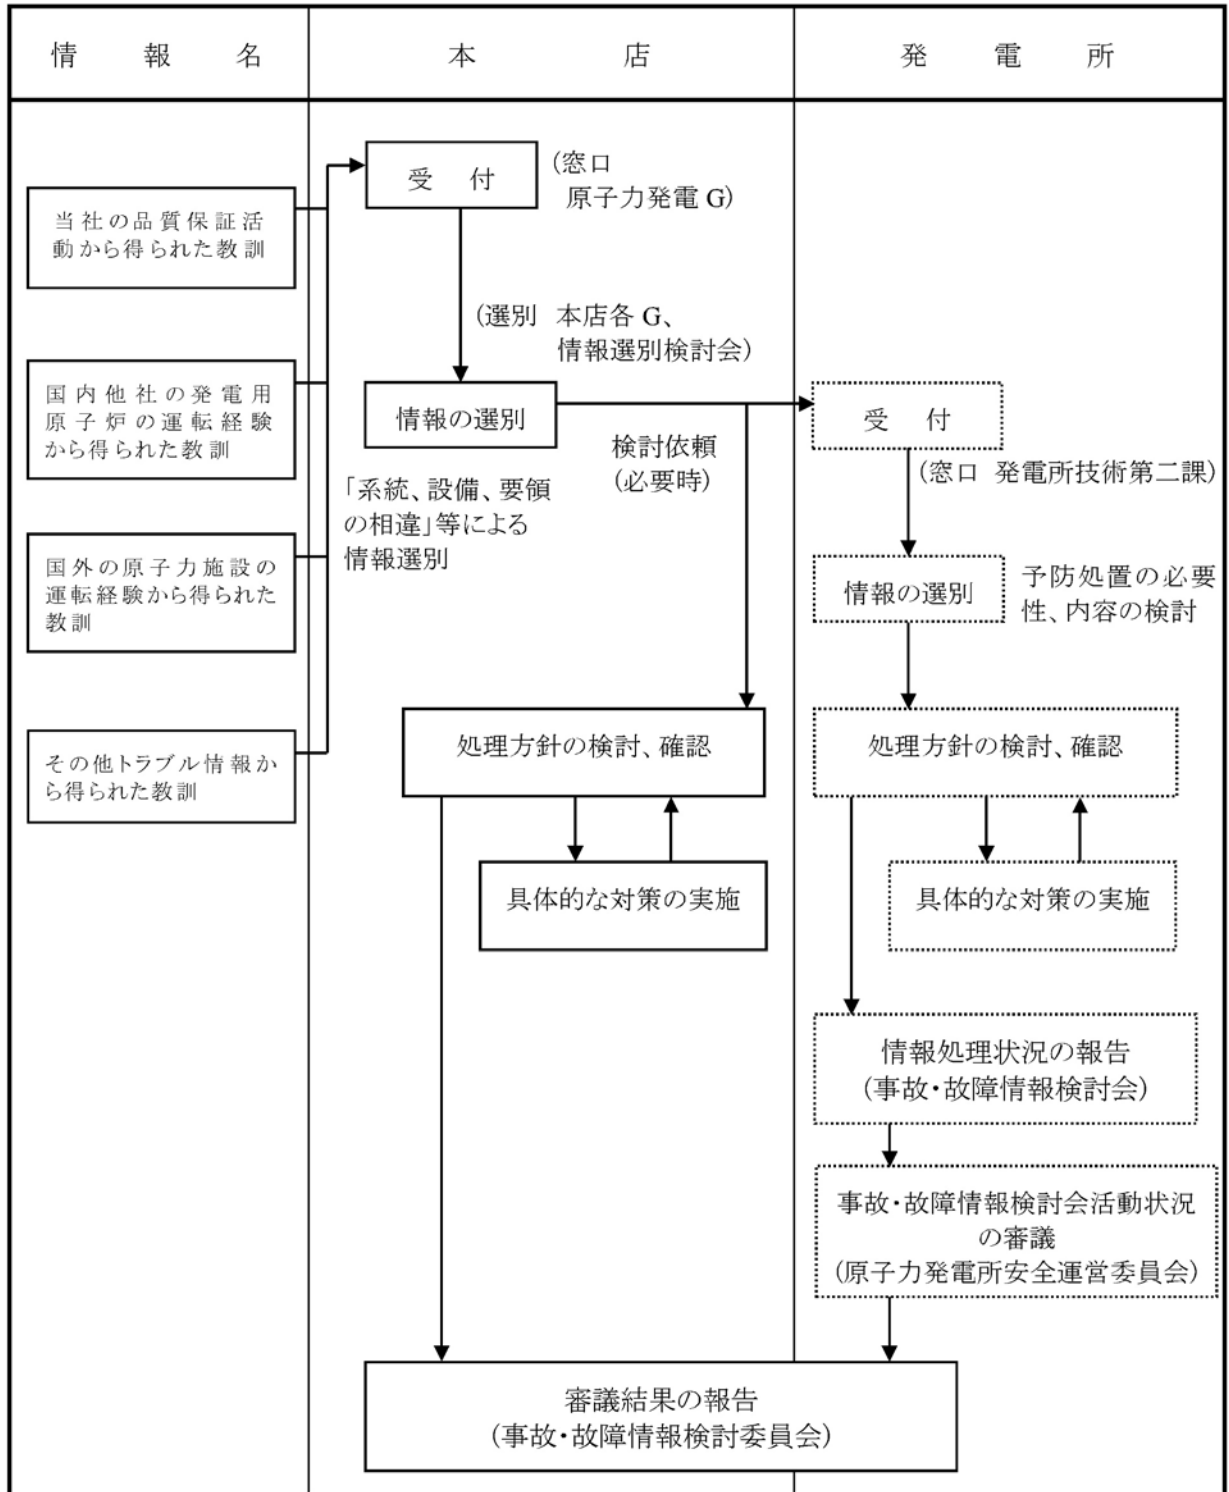 情報名
本店
発電所
当社の品質保証活
動から得られた教訓
国内他社の発電用
原子炉の運転経験
から得られた教訓
国外の原子力施設の
運転経験から得られた
教訓
その他トラブル情報か
ら得られた教訓
受付
(窓口
原子力発電G)
(選別 本店各G、
情報選別検討会)
情報の選別
「系統、設備、要領
の相違」等による
情報選別
検討依頼
(必要時)
処理方針の検討、確認
具体的な対策の実施
受付
(窓口 発電所技術第二課)
情報の選別
予防処置の必要
性、内容の検討
処理方針の検討、確認
具体的な対策の実施
情報処理状況の報告
(事故・故障情報検討会)
事故・故障情報検討会活動状況
の審議
(原子力発電所安全運営委員会)
審議結果の報告
(事故・故障情報検討委員会)